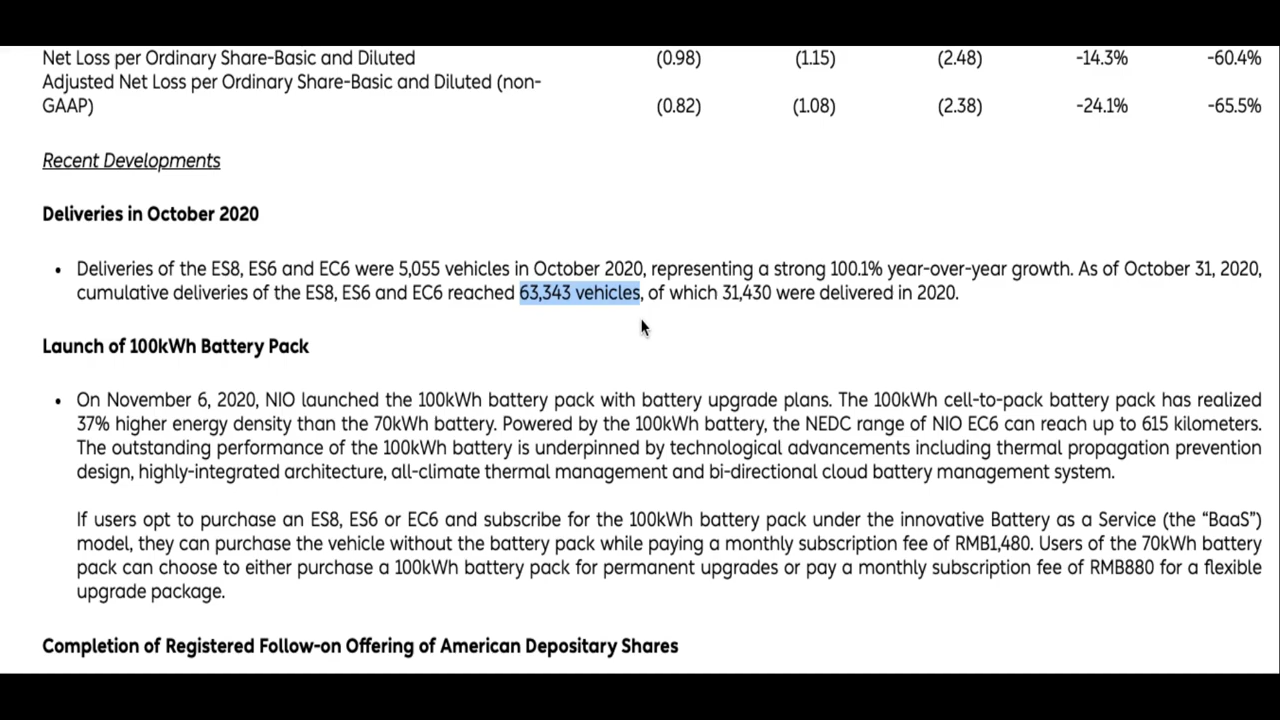 Net Loss per Ordinary Share-Basic and Diluted (0.98) (1.15) (2.48) -14.3% -60.4%
Adjusted Net Loss per Ordinary Share-Basic and Diluted (non-
GAAP) (0.82) (1.08) (2.38) -24.1% -65.5%
Recent Developments
Deliveries in October 2020
• Deliveries of the ES8, ES6 and EC6 were 5,055 vehicles in October 2020, representing a strong 100.1% year-over-year growth. As of October 31, 2020,
cumulative deliveries of the ES8, ES6 and EC6 reached 63,343 vehicles, of which 31,430 were delivered in 2020.
Launch of 100kWh Battery Pack
• On November 6, 2020, NIO launched the 100kWh battery pack with battery upgrade plans. The 100kWh cell-to-pack battery pack has realized
37% higher energy density than the 70kWh battery. Powered by the 100kWh battery, the NEDC range of NIO EC6 can reach up to 615 kilometers.
The outstanding performance of the 100kWh battery is underpinned by technological advancements including thermal propagation prevention
design, highly-integrated architecture, all-climate thermal management and bi-directional cloud battery management system.
If users opt to purchase an ES8, ES6 or EC6 and subscribe for the 100kWh battery pack under the innovative Battery as a Service (the “BaaS”)
model, they can purchase the vehicle without the battery pack while paying a monthly subscription fee of RMB1,480. Users of the 70kWh battery
pack can choose to either purchase a 100kWh battery pack for permanent upgrades or pay a monthly subscription fee of RMB880 for a flexible
upgrade package.
Completion of Registered Follow-on Offering of American Depositary Shares